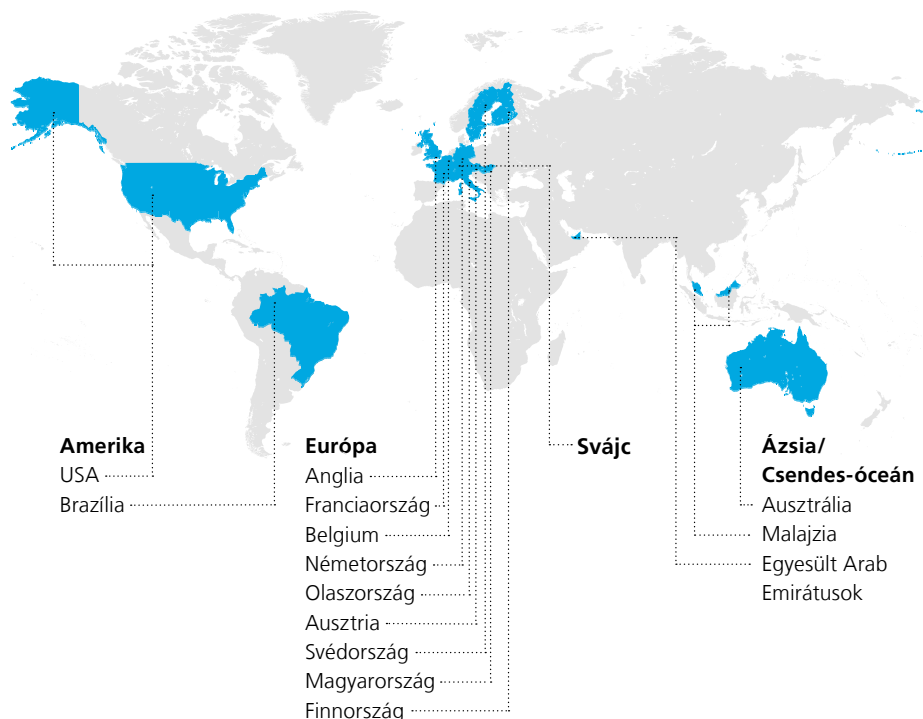 Amerika
USA
Brazília
Európa
Anglia
Franciaország
Belgium
Németország
Olaszország
Ausztria
Svédország
Magyarország
Finnország
Svájc
Ázsia/
Csendes-óceán
Ausztrália
Malajzia
Egyesült Arab
Emirátusok